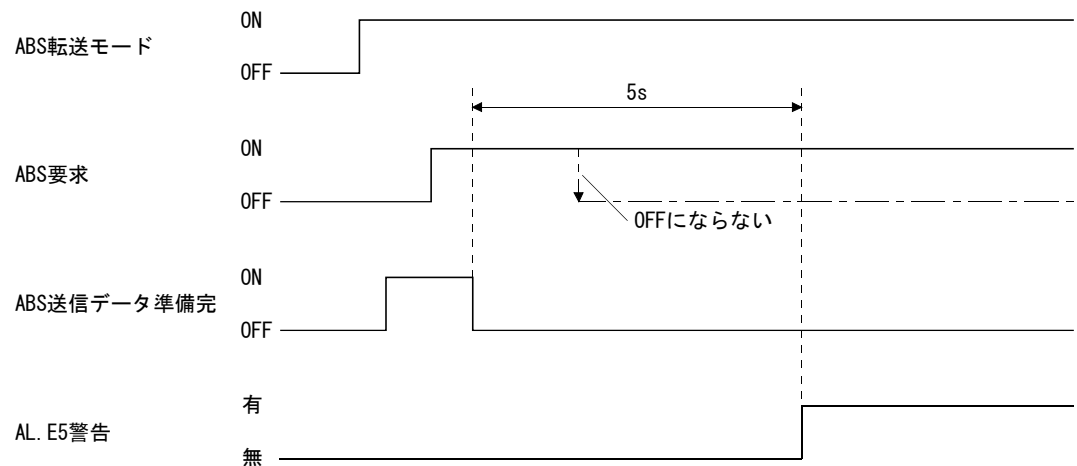 ON
ABS転送モード
OFF
5s
ON
ABS要求
OFF
OFFにならない
ON
ABS送信データ準備完
OFF
有
AL.E5警告
無